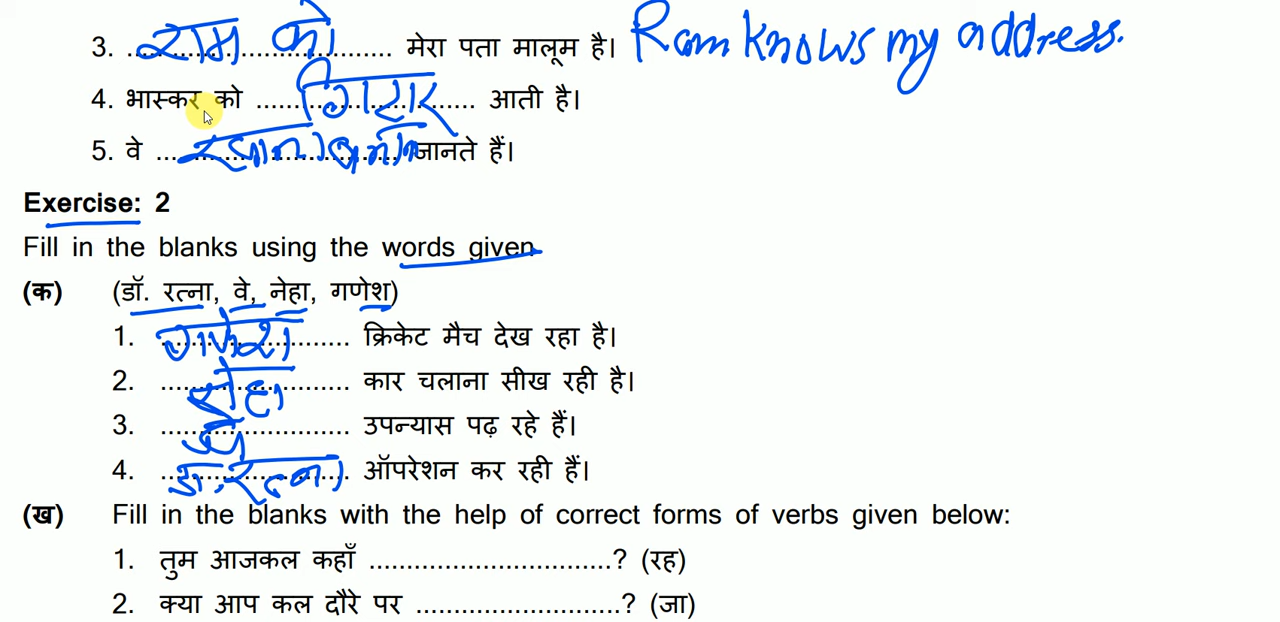 3. राम को मेरा पता मालूम है। Ram knows my address.
4. भास्कर को ........................... आती है।
5. वे ........................... जानते हैं।
Exercise: 2
Fill in the blanks using the words given
(क) (डॉ. रत्ना, वे, नेहा, गणेश)
1. गणेश क्रिकेट मैच देख रहा है।
2. नेहा कार चलाना सीख रही है।
3. वे उपन्यास पढ़ रहे हैं।
4. डा. रत्ना ऑपरेशन कर रही हैं।
(ख) Fill in the blanks with the help of correct forms of verbs given below:
1. तुम आजकल कहाँ ................................? (रह)
2. क्या आप कल दौरे पर ...........................? (जा)